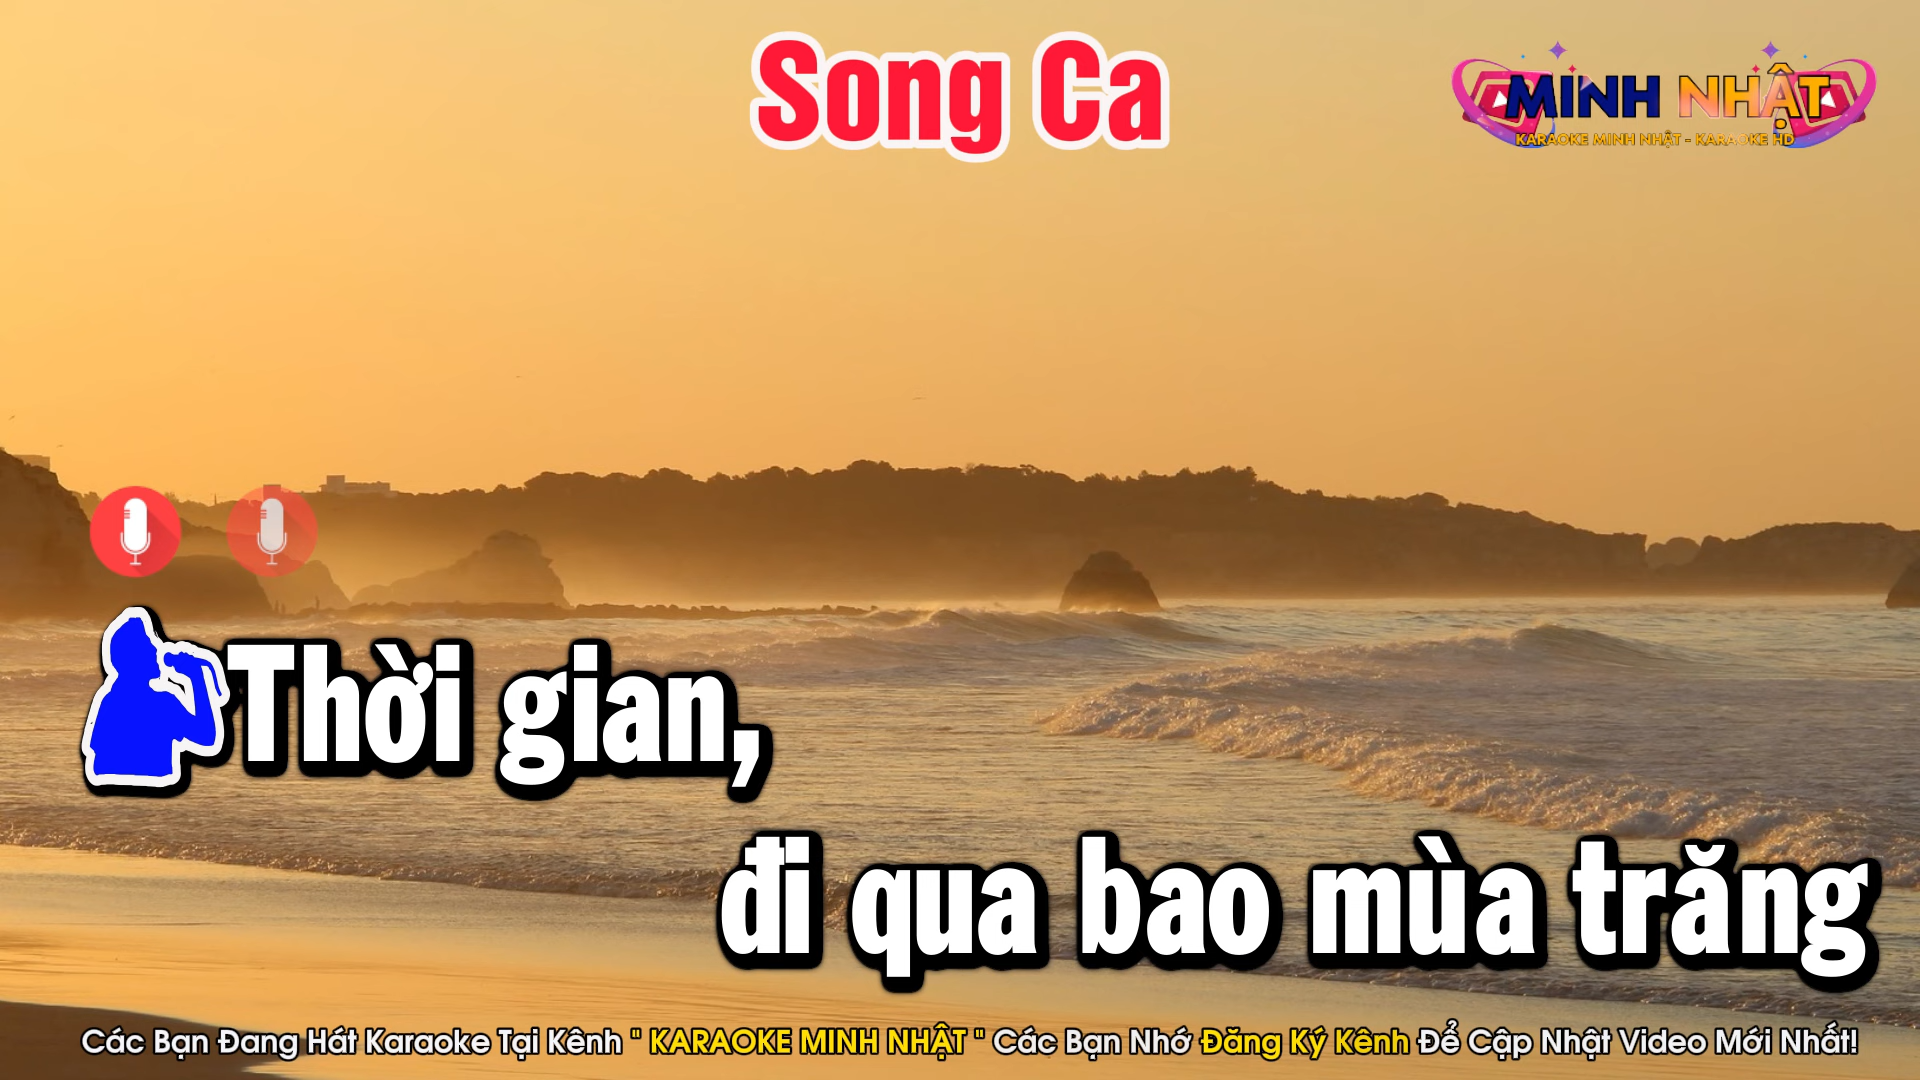 Song Ca
MINH NHẬT
KARAOKE MINH NHẬT - KARAOKE HD
Thời gian,
đi qua bao mùa trăng
Các Bạn Đang Hát Karaoke Tại Kênh " KARAOKE MINH NHẬT " Các Bạn Nhớ Đăng Ký Kênh Để Cập Nhật Video Mới Nhất!